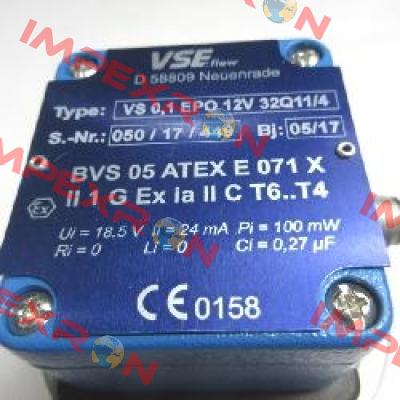 VSE flow
D 58809 Neuenrade
Type: VS 0,1 EPO 12V 32Q11/4
S.-Nr.: 050 / 17 / 449 Bj: 05/17
BVS 05 ATEX E 071 X
II 1 G Ex ia II C T6..T4
Ex
Ui = 18.5 V Ii = 24 mA Pi = 100 mW
Ri = 0 Li = 0 Ci = 0,27 µF
CE 0158
IMPEXRON